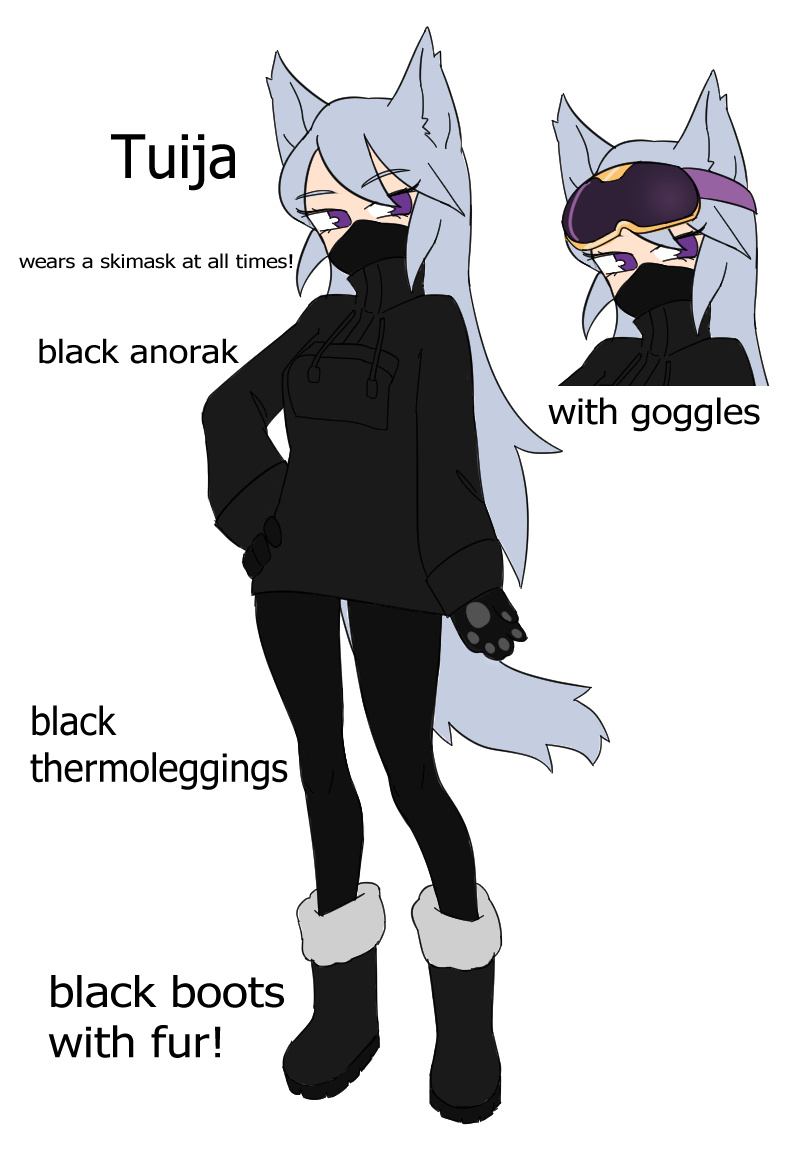 Tuija
wears a skimask at all times!
black anorak
with goggles
black
thermoleggings
black boots
with fur!